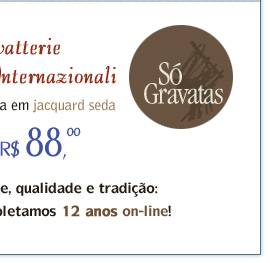 vatterie
Internazionali
a em jacquard seda
R$ 88,00
e, qualidade e tradição:
pletamos 12 anos on-line!
Só
Gravatas